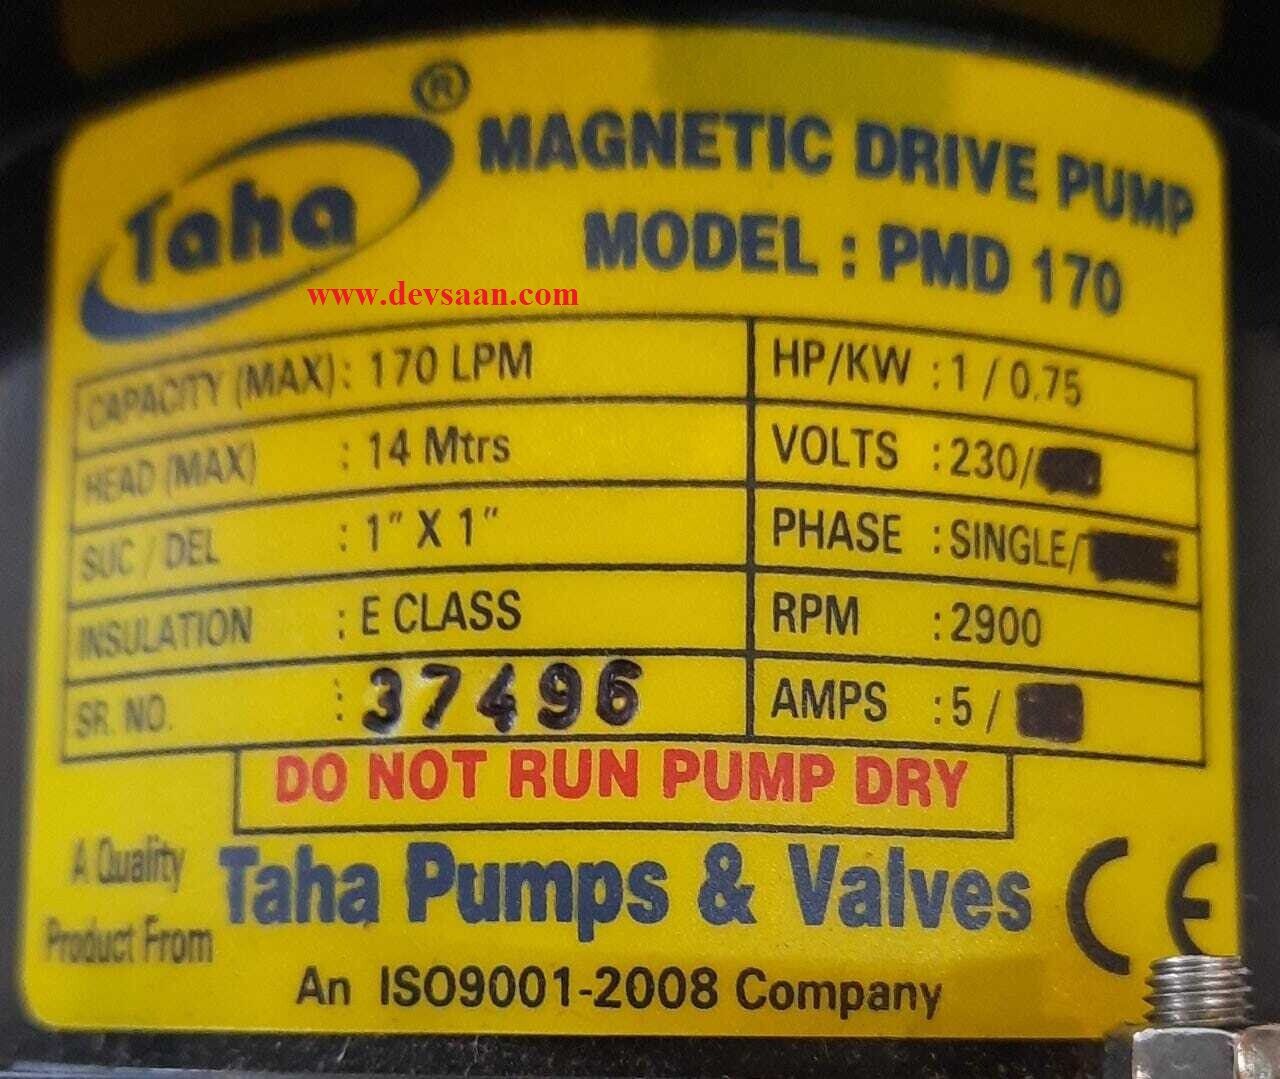 Taha ®
MAGNETIC DRIVE PUMP
MODEL : PMD 170
www.devsaan.com
CAPACITY (MAX) : 170 LPM
HP/KW : 1 / 0.75
HEAD (MAX) : 14 Mtrs
VOLTS : 230/
SUC / DEL : 1" X 1"
PHASE : SINGLE/
INSULATION : E CLASS
RPM : 2900
SR. NO. : 37496
AMPS : 5 /
DO NOT RUN PUMP DRY
A Quality
Product From
Taha Pumps & Valves
CE
An ISO9001-2008 Company